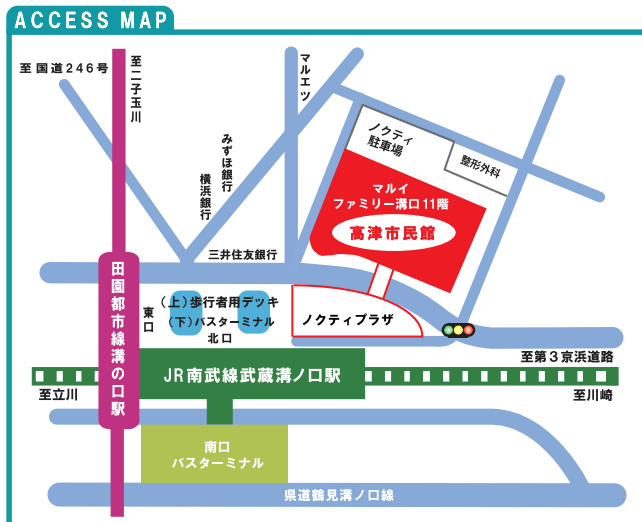 ACCESS MAP
至国道246号
至二子玉川
マルエツ
みずほ銀行
横浜銀行
ノクティ
駐車場
整形外科
マルイ
ファミリー溝口11階
高津市民館
三井住友銀行
田園都市線溝の口駅
東口
(上)歩行者用デッキ
(下)バスターミナル
北口
ノクティプラザ
至第3京浜道路
JR南武線武蔵溝ノ口駅
至立川
至川崎
南口
バスターミナル
県道鶴見溝ノ口線